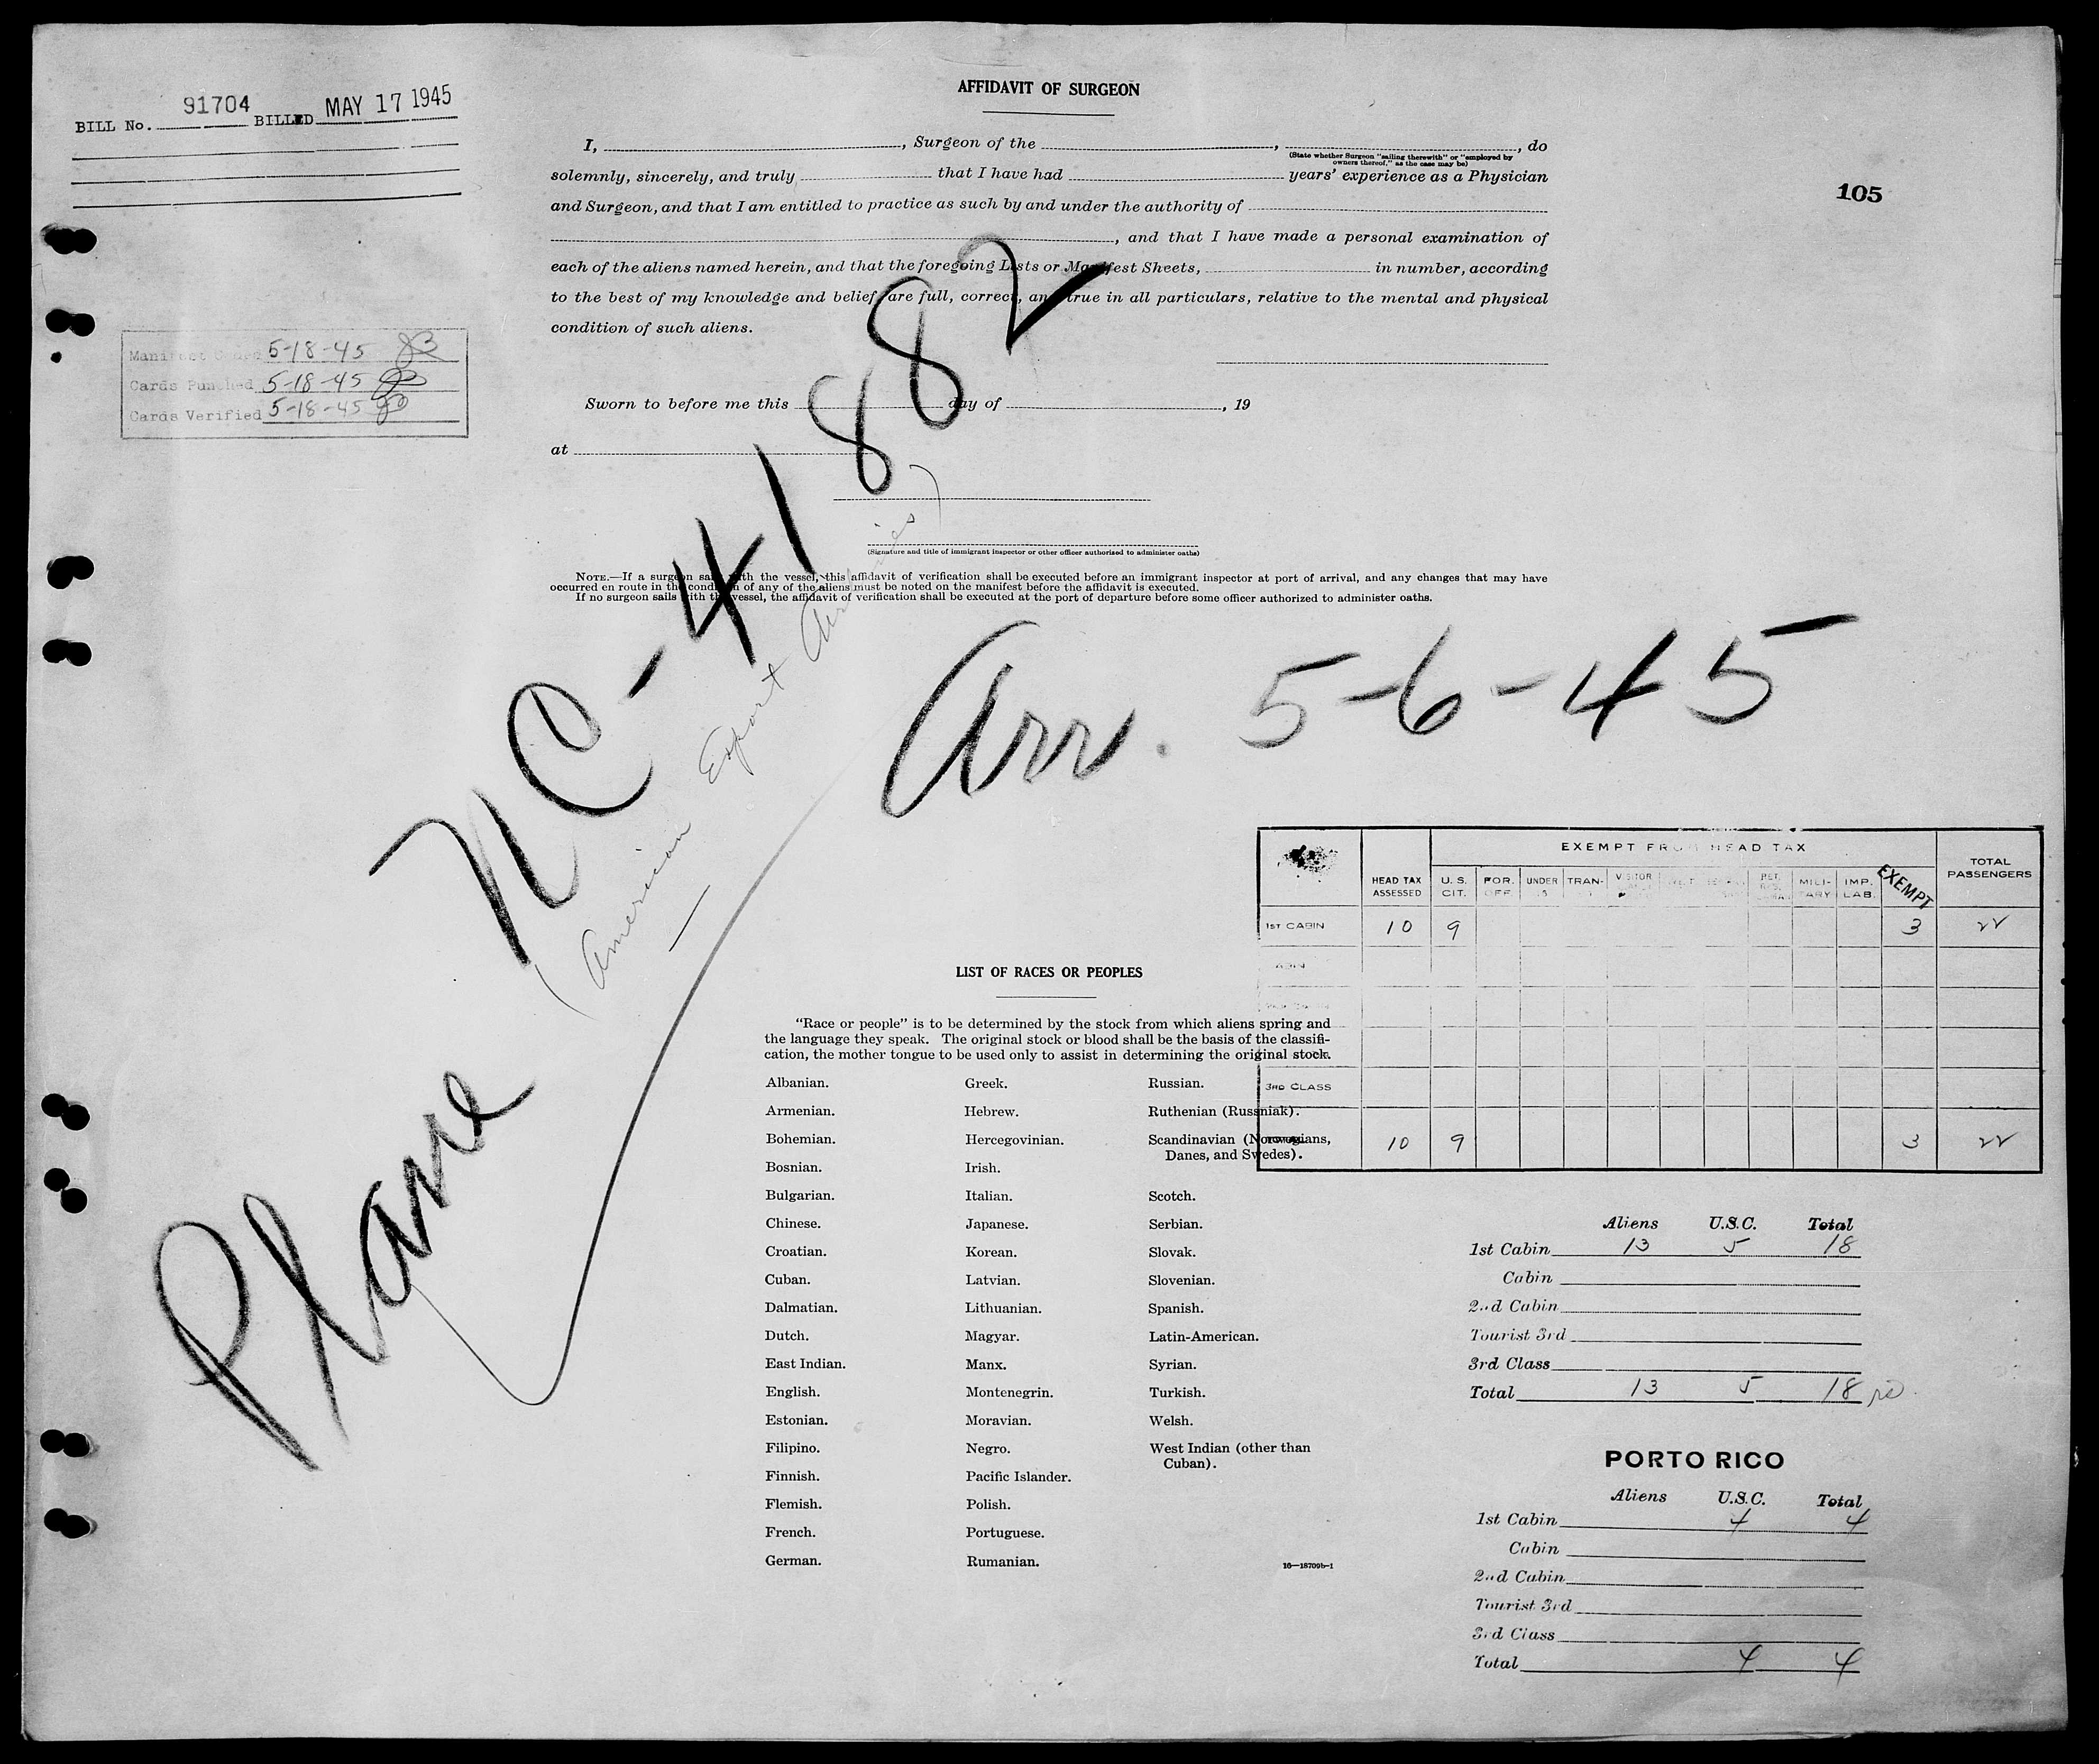 BILL No. 91704 BILLED MAY 17 1945
AFFIDAVIT OF SURGEON
105
I, , Surgeon of the , , do
(State whether Surgeon "sailing therewith" or "employed by owners thereof," as the case may be)
solemnly, sincerely, and truly that I have had years' experience as a Physician
and Surgeon, and that I am entitled to practice as such by and under the authority of
, and that I have made a personal examination of
each of the aliens named herein, and that the foregoing Lists or Manifest Sheets, in number, according
to the best of my knowledge and belief, are full, correct, and true in all particulars, relative to the mental and physical
condition of such aliens.
Sworn to before me this day of , 19
at
(Signature and title of immigrant inspector or other officer authorized to administer oaths)
NOTE.—If a surgeon sails with the vessel, this affidavit of verification shall be executed before an immigrant inspector at port of arrival, and any changes that may have
occurred en route in the condition of any of the aliens must be noted on the manifest before the affidavit is executed.
If no surgeon sails with the vessel, the affidavit of verification shall be executed at the port of departure before some officer authorized to administer oaths.
Manifest 5-18-45
Cards Punched 5-18-45
Cards Verified 5-18-45
Plane NC-41882
(American Export Airlines)
Arr. 5-6-45
EXEMPT FROM HEAD TAX
HEAD TAX ASSESSED U.S. CIT. FOR. OFF. UNDER 15 TRAN- VISITOR RET. MILI- TARY IMP. LAB. EXEMPT TOTAL PASSENGERS
1ST CABIN 10 9 3 22
CABIN
3RD CLASS
10 9 3 22
LIST OF RACES OR PEOPLES
"Race or people" is to be determined by the stock from which aliens spring and
the language they speak. The original stock or blood shall be the basis of the classifi-
cation, the mother tongue to be used only to assist in determining the original stock.
Albanian. Greek. Russian.
Armenian. Hebrew. Ruthenian (Russniak).
Bohemian. Hercegovinian. Scandinavian (Norwegians,
Danes, and Swedes).
Bosnian. Irish.
Bulgarian. Italian. Scotch.
Chinese. Japanese. Serbian.
Croatian. Korean. Slovak.
Cuban. Latvian. Slovenian.
Dalmatian. Lithuanian. Spanish.
Dutch. Magyar. Latin-American.
East Indian. Manx. Syrian.
English. Montenegrin. Turkish.
Estonian. Moravian. Welsh.
Filipino. Negro. West Indian (other than
Cuban).
Finnish. Pacific Islander.
Flemish. Polish.
French. Portuguese.
German. Rumanian.
16—18709b-1
Aliens U.S.C. Total
1st Cabin 13 5 18
Cabin
2nd Cabin
Tourist 3rd
3rd Class
Total 13 5 18
PORTO RICO
Aliens U.S.C. Total
1st Cabin 4 4
Cabin
2nd Cabin
Tourist 3rd
3rd Class
Total 4 4